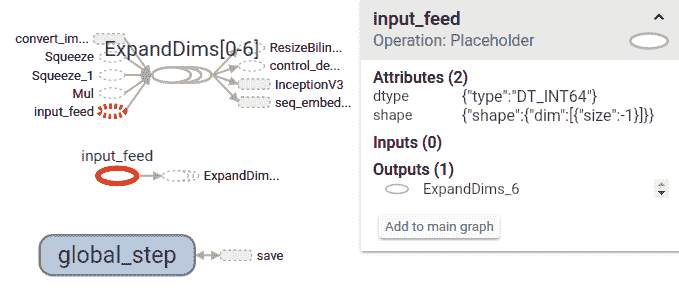 convert_im...
Squeeze
Squeeze_1
Mul
input_feed
ExpandDims[0-6]
ResizeBilin...
control_de...
InceptionV3
seq_embed...
input_feed
ExpandDim...
global_step
save
input_feed
Operation: Placeholder
Attributes (2)
dtype {"type":"DT_INT64"}
shape {"shape":{"dim":[{"size":-1}]}}
Inputs (0)
Outputs (1)
ExpandDims_6
Add to main graph